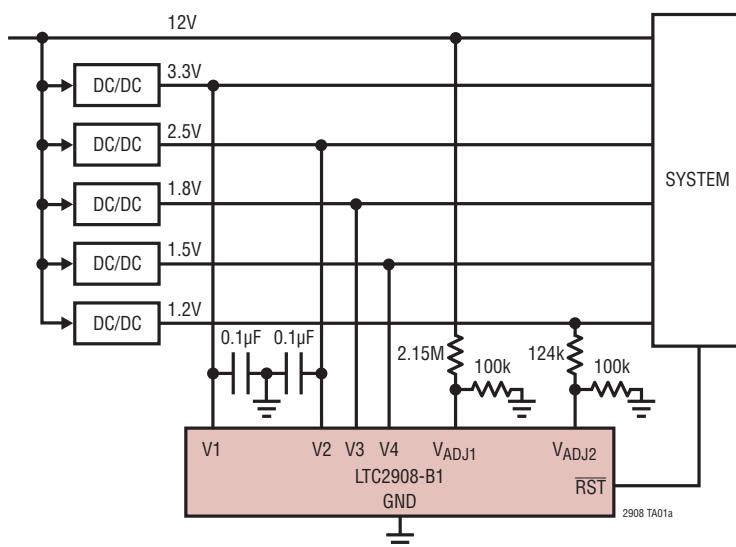 12V
DC/DC
3.3V
DC/DC
2.5V
DC/DC
1.8V
DC/DC
1.5V
DC/DC
1.2V
SYSTEM
0.1µF
0.1µF
2.15M
100k
124k
100k
V1
V2
V3
V4
VADJ1
VADJ2
LTC2908-B1
RST
GND
2908 TA01a